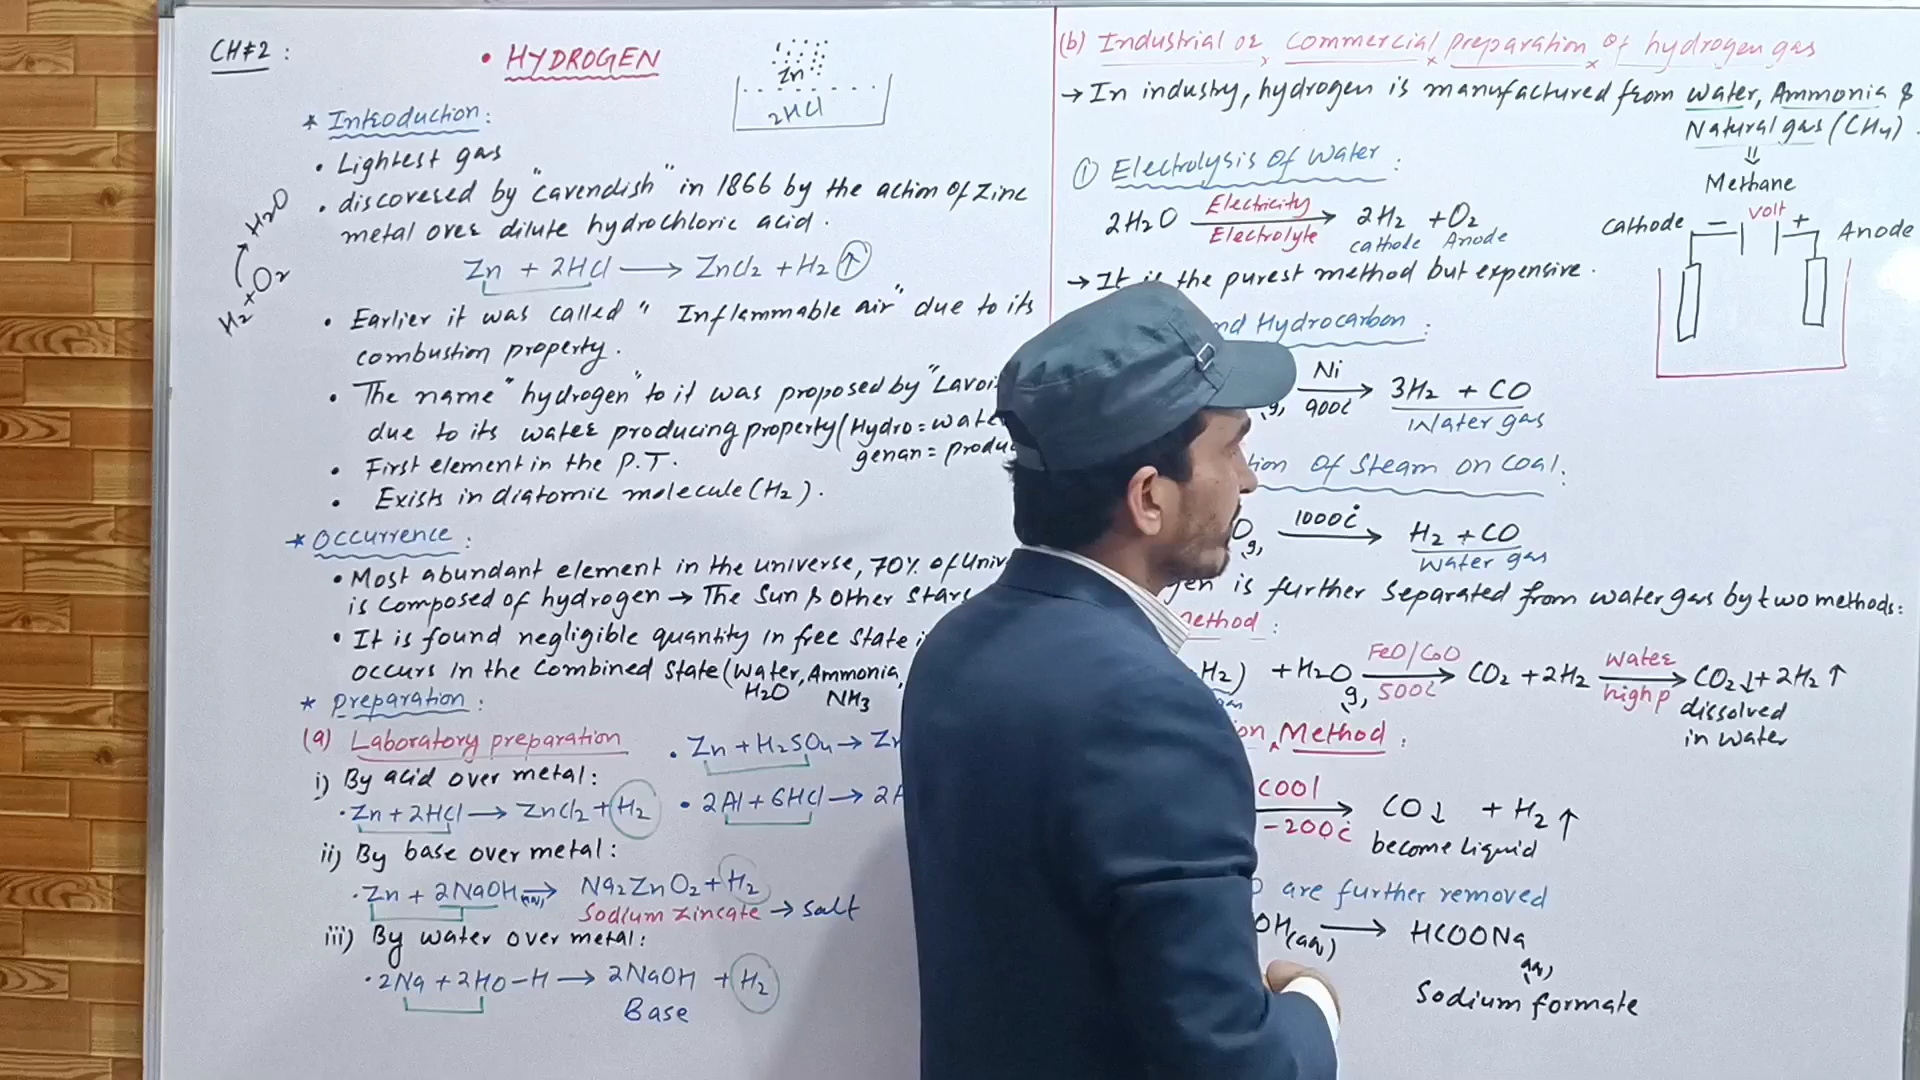 CH#2:
• HYDROGEN
Zn
2HCl
* Introduction:
• Lightest gas
• discovered by "Cavendish" in 1866 by the action of Zinc
metal over dilute hydrochloric acid.
Zn + 2HCl → ZnCl2 + H2 ↑
H2+O2 → H2O
• Earlier it was called "Inflammable air" due to its
combustion property.
• The name "hydrogen" to it was proposed by "Lavoi
due to its water producing property (Hydro = wate
genan = produ
• First element in the P.T.
• Exists in diatomic molecule (H2).
* Occurrence:
• Most abundant element in the universe, 70% of Univ
is composed of hydrogen → The Sun & other stars
• It is found negligible quantity in free state i
occurs in the combined state (Water, Ammonia,
H2O NH3
* Preparation:
(a) Laboratory preparation
i) By acid over metal:
• Zn + 2HCl → ZnCl2 + H2
• Zn + H2SO4 → Zn
• 2Al + 6HCl → 2A
ii) By base over metal:
• Zn + 2NaOH(aq) → Na2ZnO2 + H2
Sodium zincate → salt
iii) By water over metal:
• 2Na + 2HO-H → 2NaOH + H2
Base
(b) Industrial or Commercial preparation of hydrogen gas
→ In industry, hydrogen is manufactured from water, Ammonia &
Natural gas (CH4).
⇓
Methane
① Electrolysis of water:
2H2O Electricity → Electrolyte 2H2 + O2
cathode Anode
→ It is the purest method but expensive.
Cathode − Volt + Anode
nd Hydrocarbon:
g, Ni → 900c 3H2 + CO
Water gas
tion of steam on coal.
O g, 1000c → H2 + CO
Water gas
gen is further separated from water gas by two methods:
ethod:
H2) + H2O g, FeO/CoO → 500c CO2 + 2H2 Water → high p CO2↓ + 2H2↑
dissolved
in water
on Method:
COOl → -200c CO↓ + H2↑
become liquid
O are further removed
OH(aq) → HCOONa
aq,
Sodium formate